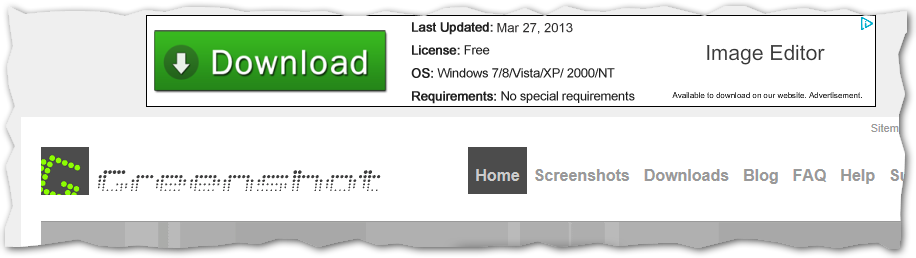 Download
Last Updated: Mar 27, 2013
License: Free
OS: Windows 7/8/Vista/XP/ 2000/NT
Requirements: No special requirements
Image Editor
Available to download on our website. Advertisement.
Sitem
Greenshot
Home Screenshots Downloads Blog FAQ Help Su